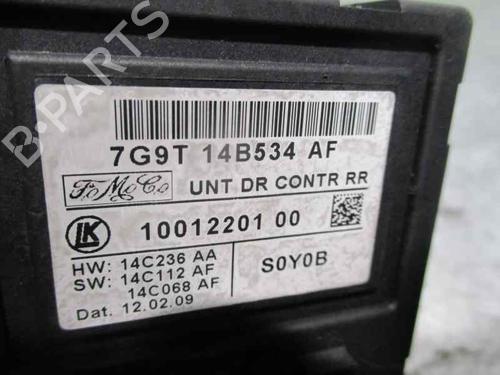 7G9T 14B534 AF
FoMoCo UNT DR CONTR RR
LK 10012201 00
HW: 14C236 AA
SW: 14C112 AF
14C068 AF
S0Y0B
Dat. 12.02.09